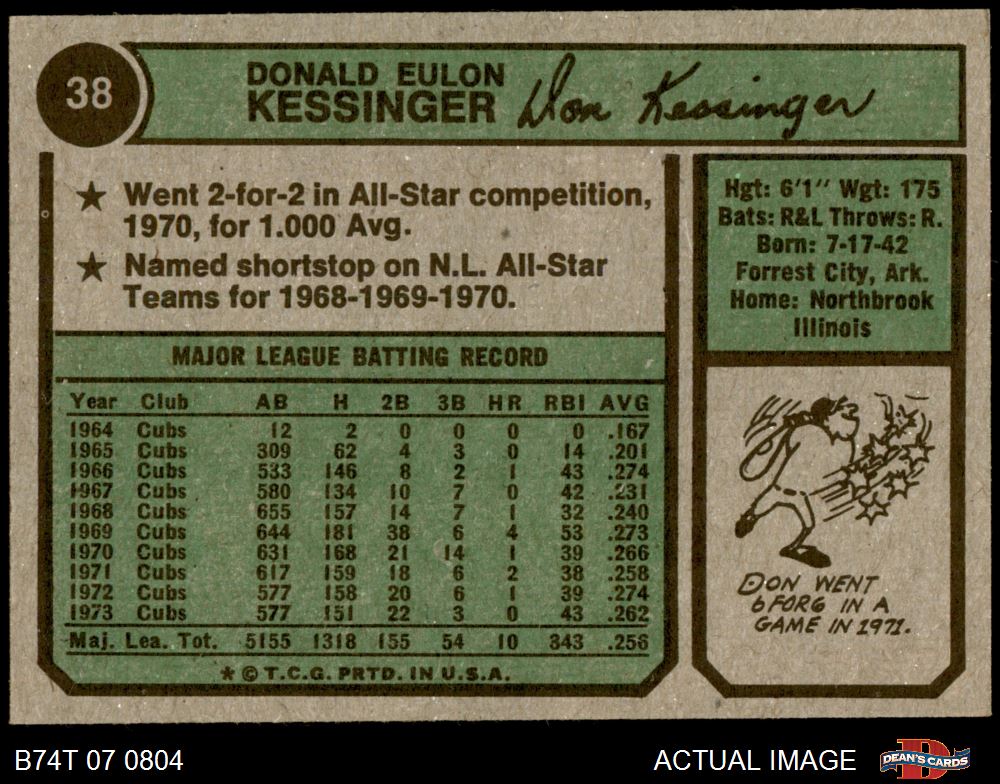 38
DONALD EULON
KESSINGER
Don Kessinger
★ Went 2-for-2 in All-Star competition,
1970, for 1.000 Avg.
★ Named shortstop on N.L. All-Star
Teams for 1968-1969-1970.
Hgt: 6'1" Wgt: 175
Bats: R&L Throws: R.
Born: 7-17-42
Forrest City, Ark.
Home: Northbrook
Illinois
MAJOR LEAGUE BATTING RECORD
Year Club AB H 2B 3B HR RBI AVG
1964 Cubs 12 2 0 0 0 0 .167
1965 Cubs 309 62 4 3 0 14 .201
1966 Cubs 533 146 8 2 1 43 .274
1967 Cubs 580 134 10 7 0 42 .231
1968 Cubs 655 157 14 7 1 32 .240
1969 Cubs 644 181 38 6 4 53 .273
1970 Cubs 631 168 21 14 1 39 .266
1971 Cubs 617 159 18 6 2 38 .258
1972 Cubs 577 158 20 6 1 39 .274
1973 Cubs 577 151 22 3 0 43 .262
Maj. Lea. Tot. 5155 1318 155 54 10 343 .256
* © T.C.G. PRTD. IN U.S.A.
DON WENT
6 FOR 6 IN A
GAME IN 1971.
B74T 07 0804
ACTUAL IMAGE
DEAN'S CARDS